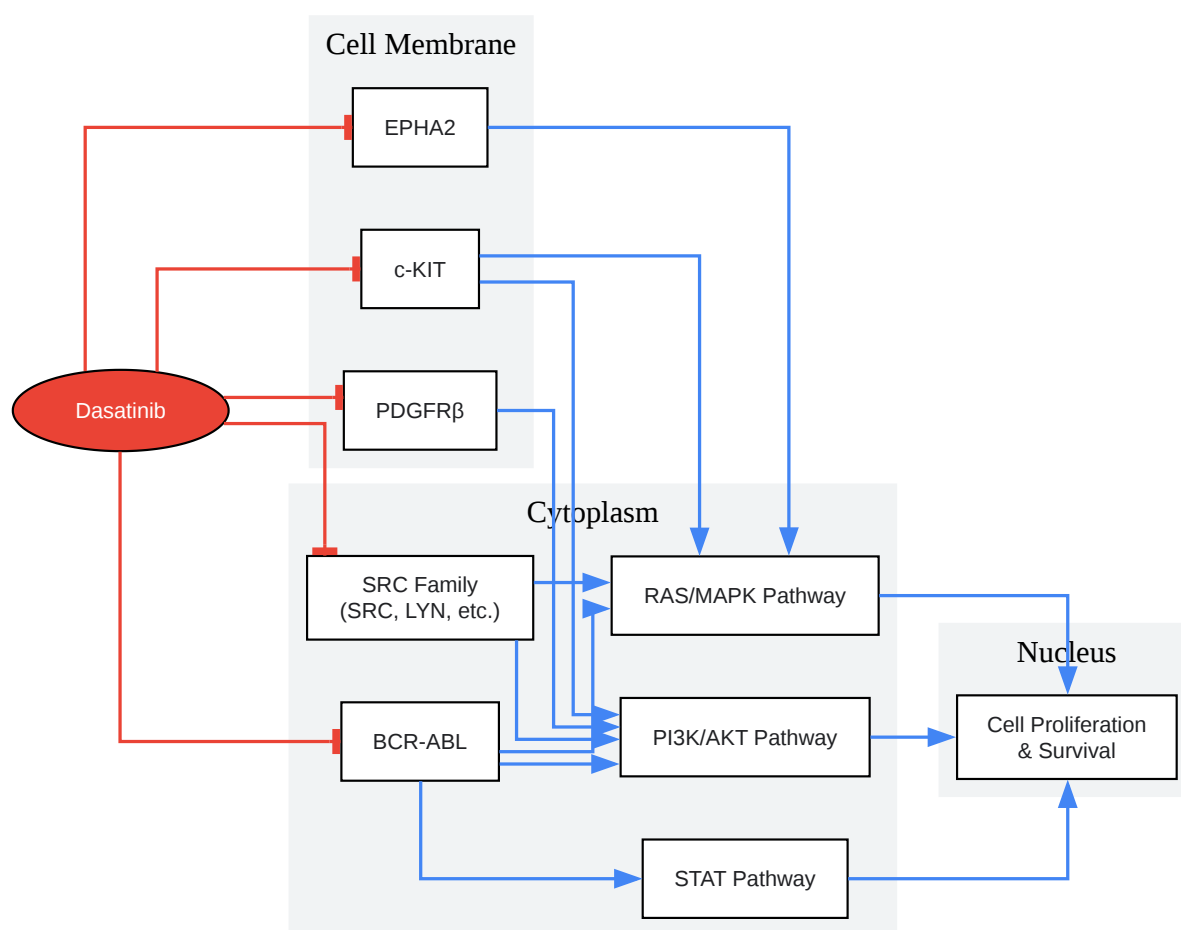 Cell Membrane
EPHA2
c-KIT
Dasatinib
PDGFRβ
Cytoplasm
SRC Family
(SRC, LYN, etc.)
RAS/MAPK Pathway
Nucleus
BCR-ABL
PI3K/AKT Pathway
Cell Proliferation
& Survival
STAT Pathway